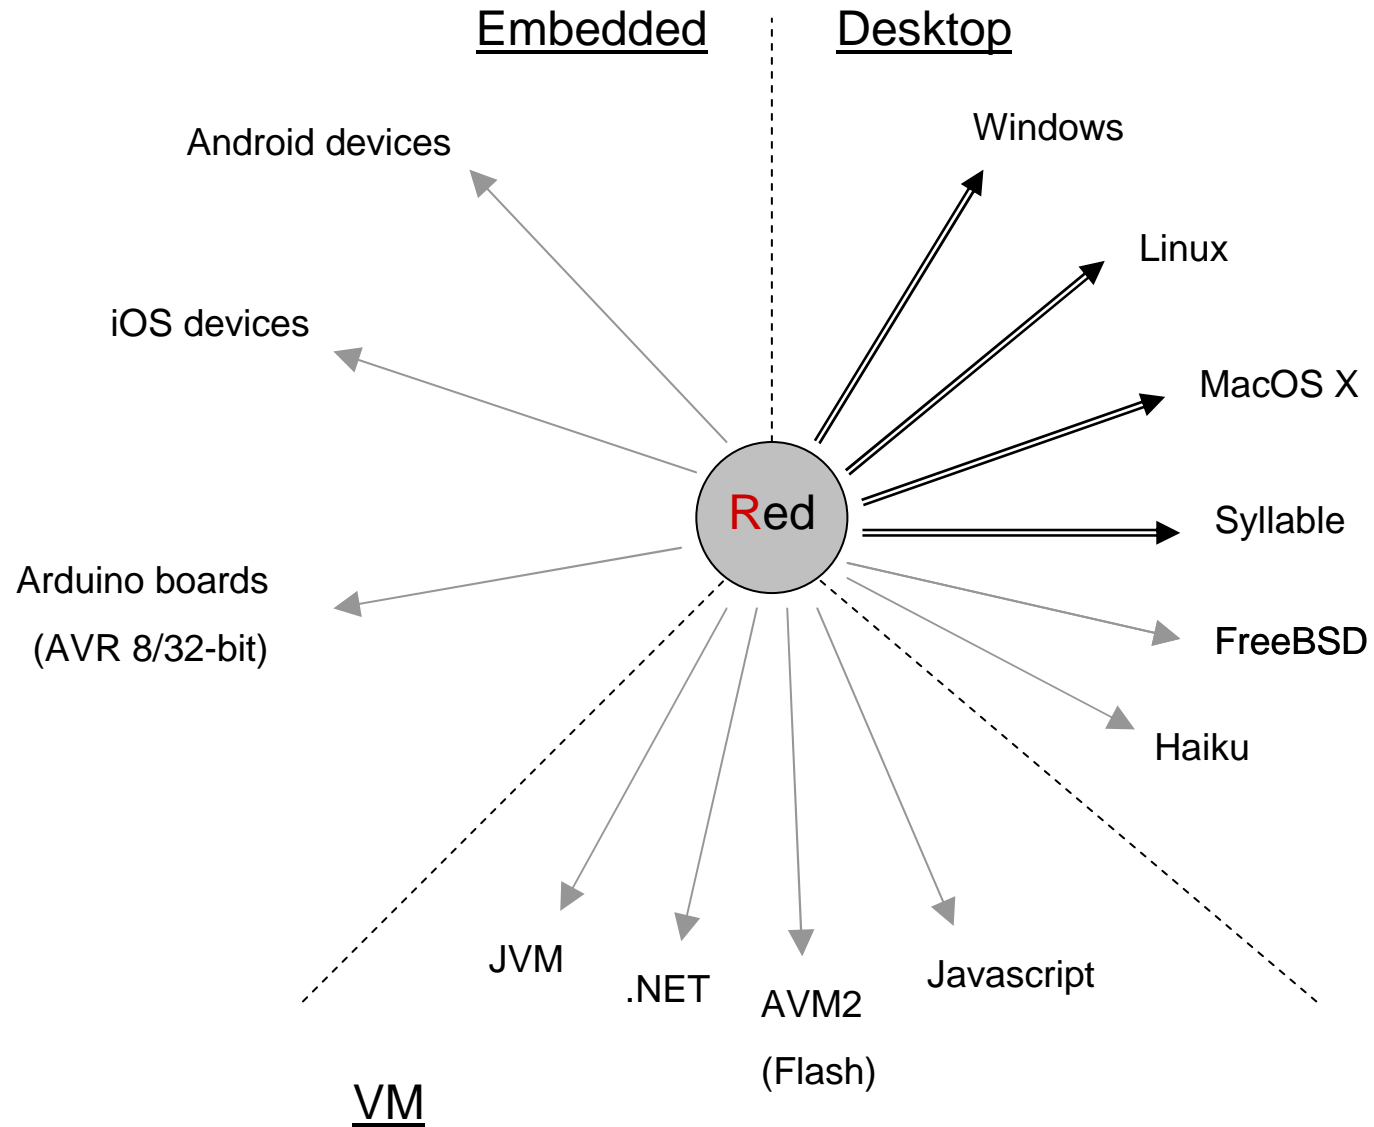 Embedded
Desktop
Android devices
Windows
Linux
iOS devices
MacOS X
Red
Syllable
Arduino boards
(AVR 8/32-bit)
FreeBSD
Haiku
JVM
.NET
AVM2
(Flash)
Javascript
VM